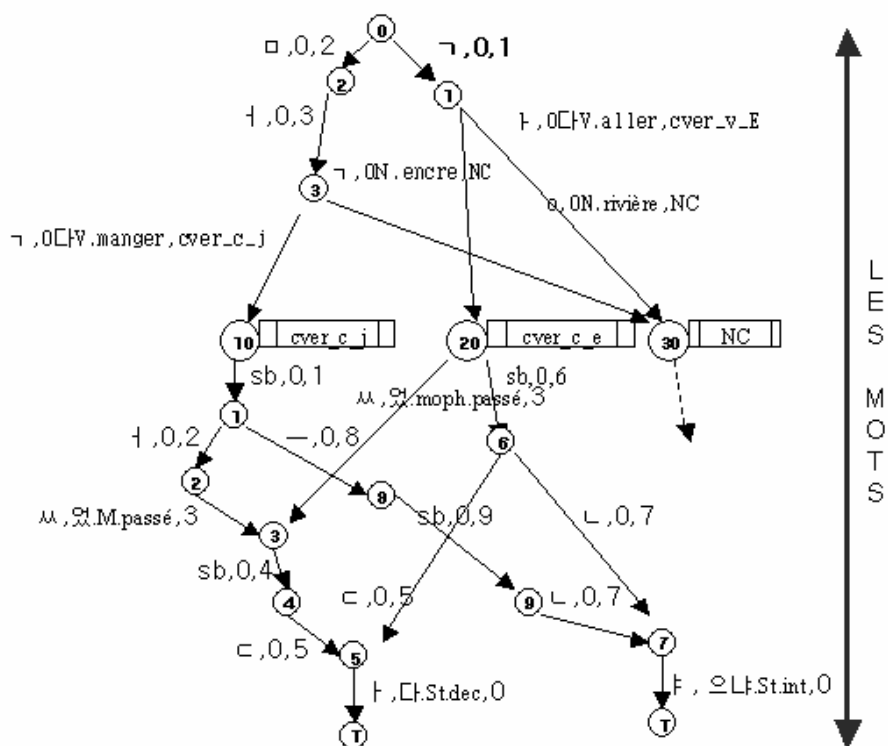 0
ㅁ,0,2
ㄱ,0,1
2
1
ㅓ,0,3
ㅏ,0다V.aller,cver_v_E
3
ㄱ,0N.encre,NC
o,0N.rivière,NC
ㄱ,0다V.manger,cver_c_j
10
cver_c_j
20
cver_c_e
30
NC
sb,0,1
sb,0,6
ㅆ,었.moph.passé,3
1
ㅓ,0,2
ㅡ,0,8
6
2
8
ㅆ,었.M.passé,3
sb,0,9
ㄴ,0,7
3
sb,0,4
4
ㄷ,0,5
9
ㄴ,0,7
ㄷ,0,5
5
7
ㅏ,다.St.dec,0
ㅑ, 으냐.St.int,0
T
T
LES MOTS